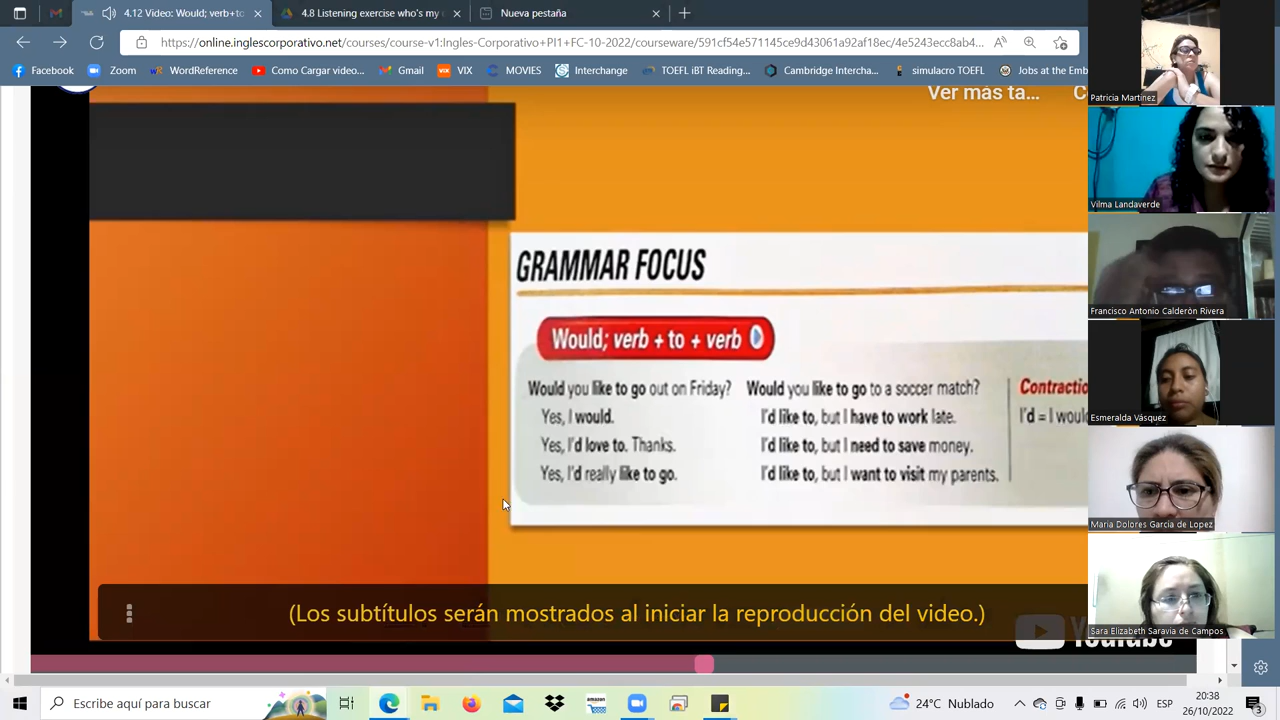 4.12 Video: Would; verb+to
4.8 Listening exercise who's my
Nueva pestaña
https://online.inglescorporativo.net/courses/course-v1:Ingles-Corporativo+PI1+FC-10-2022/courseware/591cf54e571145ce9d43061a92af18ec/4e5243ecc8ab4...
Facebook
Zoom
WordReference
Como Cargar video...
Gmail
VIX
MOVIES
Interchange
TOEFL iBT Reading...
Cambridge Intercha...
simulacro TOEFL
Jobs at the Emb
Ver más ta...
GRAMMAR FOCUS
Would; verb + to + verb
Would you like to go out on Friday?
Yes, I would.
Yes, I'd love to. Thanks.
Yes, I'd really like to go.
Would you like to go to a soccer match?
I'd like to, but I have to work late.
I'd like to, but I need to save money.
I'd like to, but I want to visit my parents.
Contractio
I'd = I woul
(Los subtítulos serán mostrados al iniciar la reproducción del video.)
YouTube
Patricia Martínez
Vilma Landaverde
Francisco Antonio Calderón Rivera
Esmeralda Vásquez
Maria Dolores Garcia de Lopez
Sara Elizabeth Saravia de Campos
Escribe aquí para buscar
amazon
24°C Nublado
ESP
20:38
26/10/2022
3